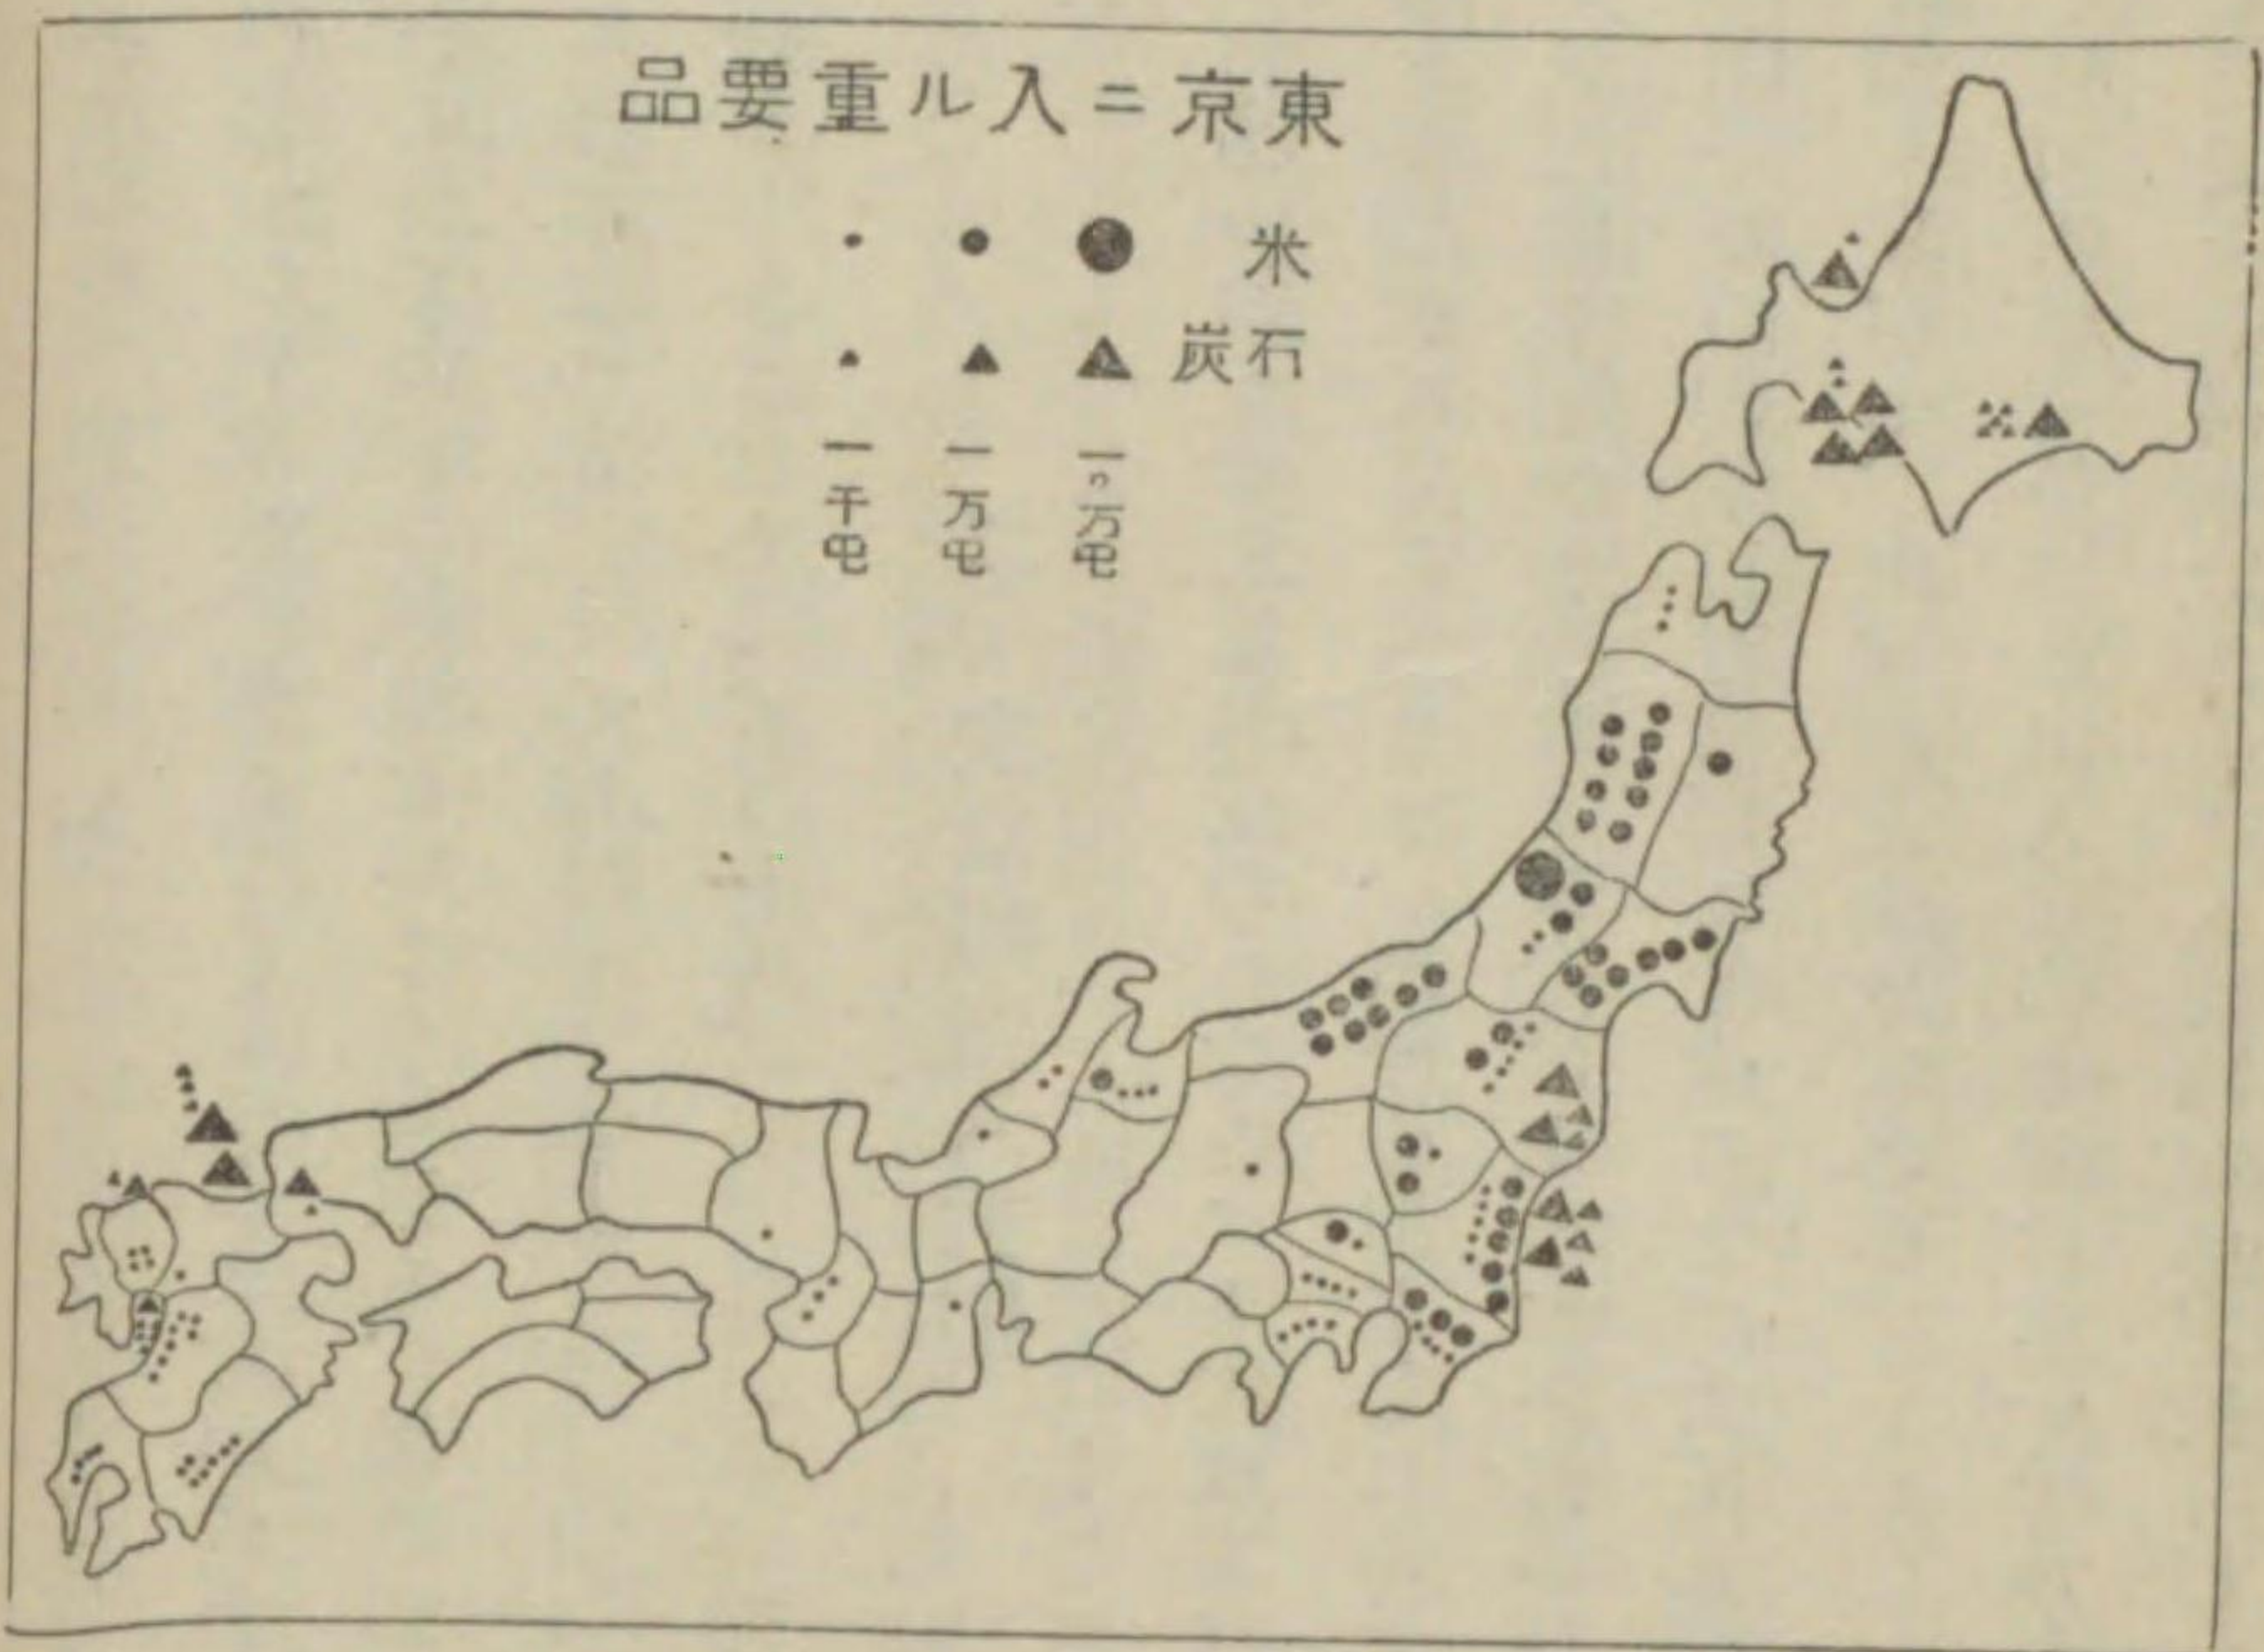 東京ニ入ル重要品
米
石炭
一〇万屯
一万屯
一千屯